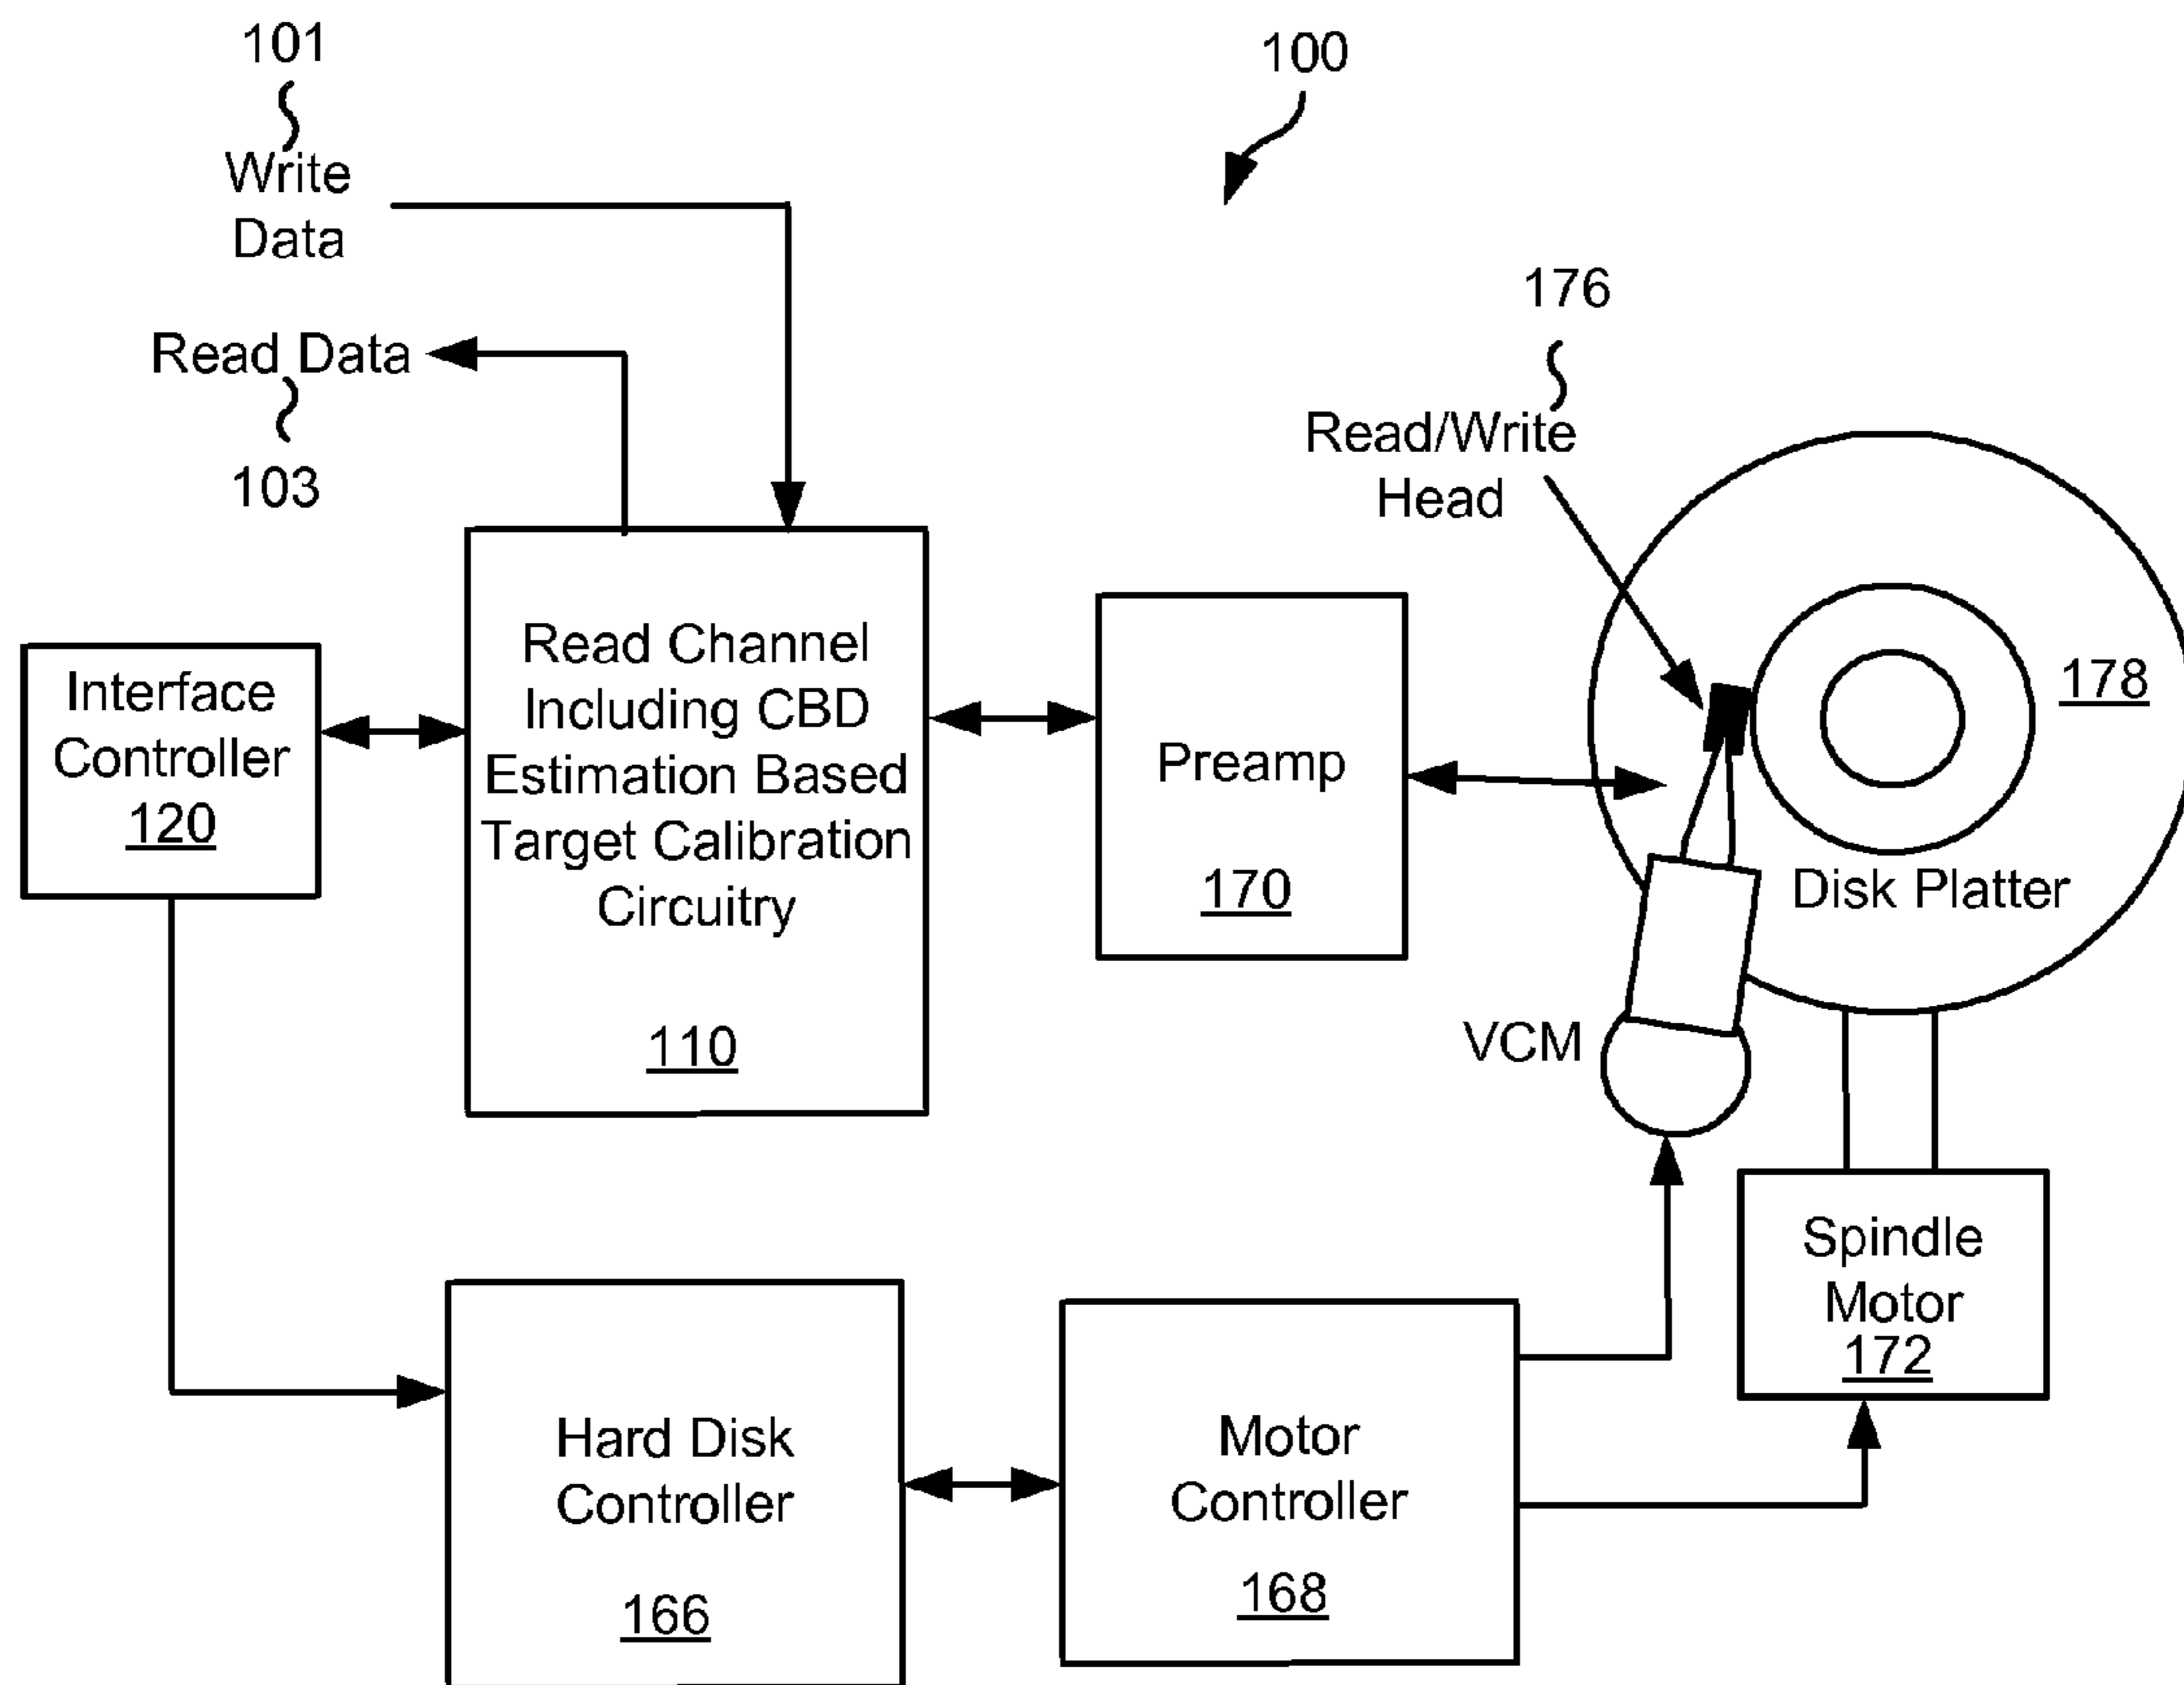 101
Write
Data
100
Read Data
103
176
Read/Write
Head
Interface
Controller
120
Read Channel
Including CBD
Estimation Based
Target Calibration
Circuitry
110
Preamp
170
178
Disk Platter
VCM
Spindle
Motor
172
Hard Disk
Controller
166
Motor
Controller
168